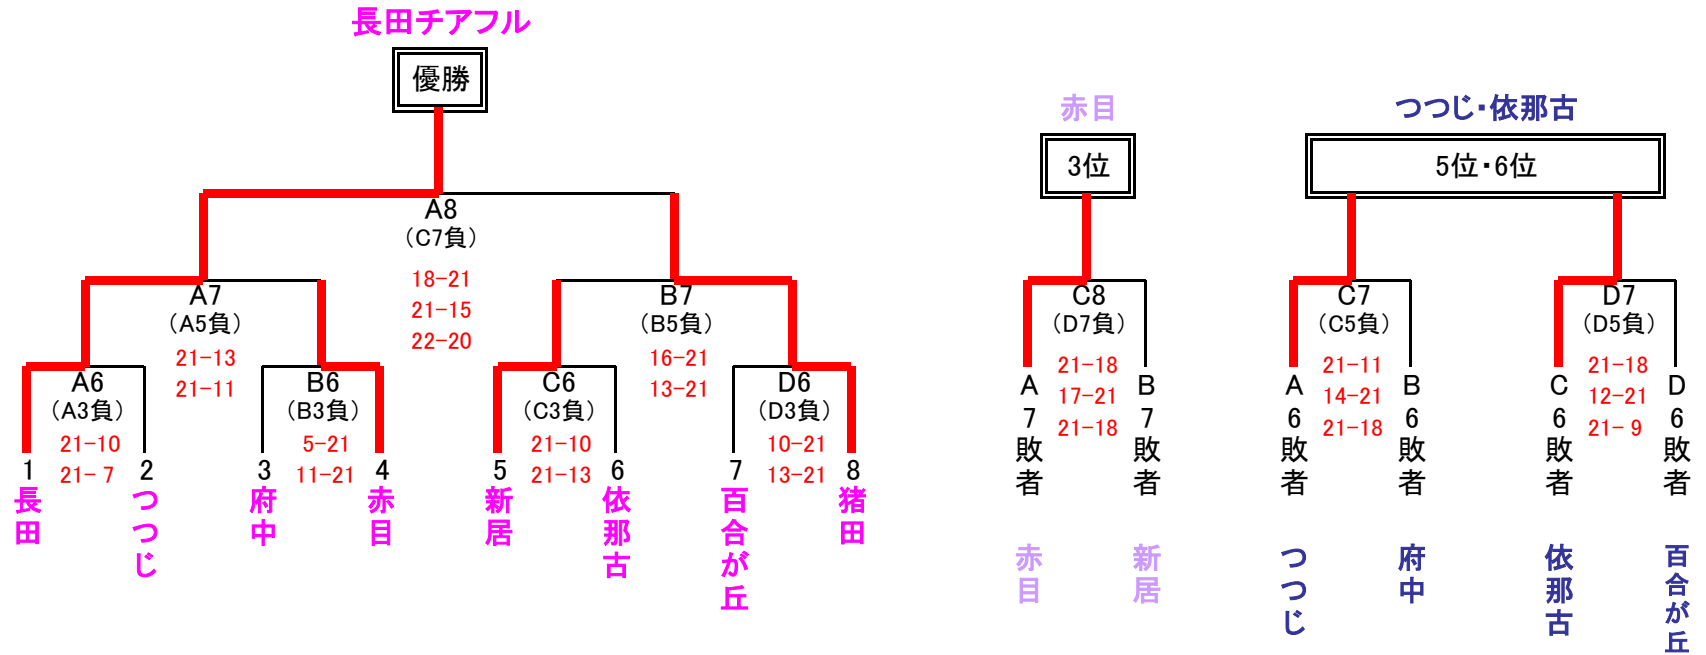 長田チアフル
優勝
A8
（C7負）
18-21
21-15
22-20
A7
（A5負）
21-13
21-11
B7
（B5負）
16-21
13-21
A6
（A3負）
21-10
21- 7
B6
（B3負）
5-21
11-21
C6
（C3負）
21-10
21-13
D6
（D3負）
10-21
13-21
1
2
3
4
5
6
7
8
長田
つつじ
府中
赤目
新居
依那古
百合が丘
猪田
赤目
3位
C8
（D7負）
21-18
17-21
21-18
A7敗者
B7敗者
赤目
新居
つつじ・依那古
5位・6位
C7
（C5負）
21-11
14-21
21-18
A6敗者
B6敗者
つつじ
府中
D7
（D5負）
21-18
12-21
21- 9
C6敗者
D6敗者
依那古
百合が丘